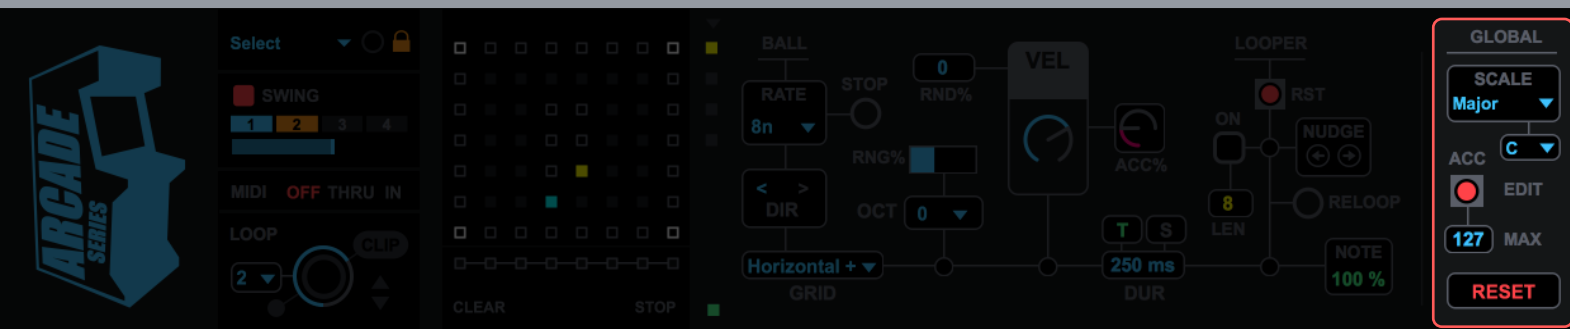 ARCADE
SERIES
Select
SWING
1 2 3 4
MIDI OFF THRU IN
LOOP
CLIP
2
CLEAR STOP
BALL
RATE
8n
STOP
< >
DIR
Horizontal +
GRID
0
RND%
RNG%
OCT 0
VEL
ACC%
T S
250 ms
DUR
LOOPER
RST
ON
NUDGE
8
LEN
RELOOP
NOTE
100 %
GLOBAL
SCALE
Major
C
ACC
EDIT
127 MAX
RESET